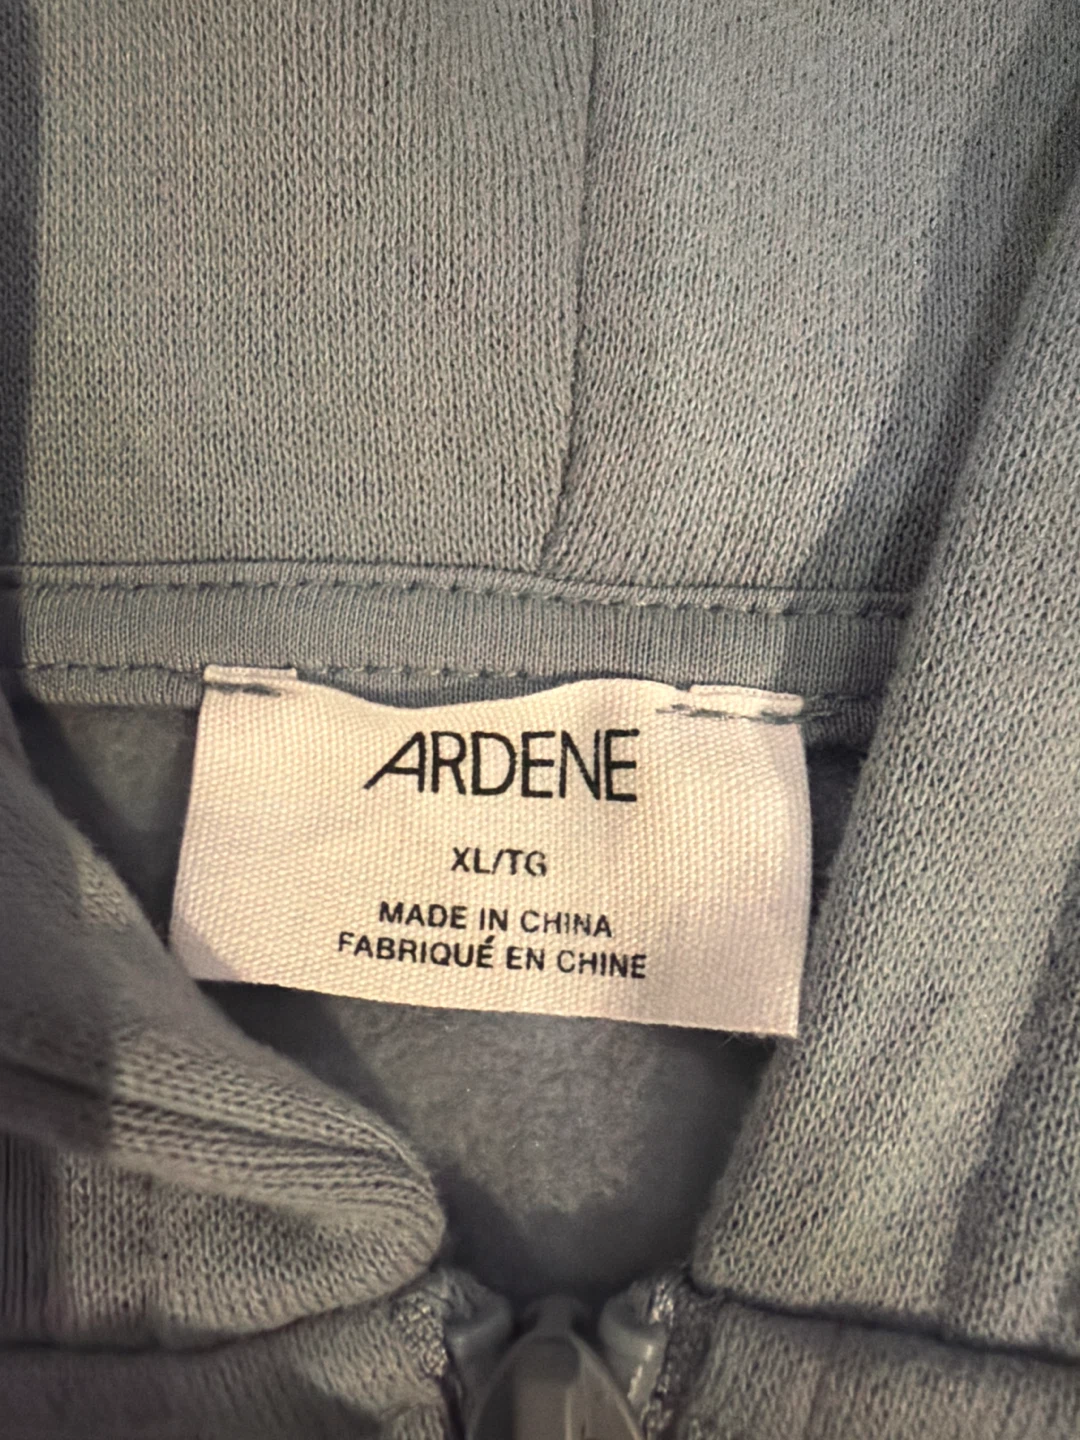 ARDENE
XL/TG
MADE IN CHINA
FABRIQUÉ EN CHINE